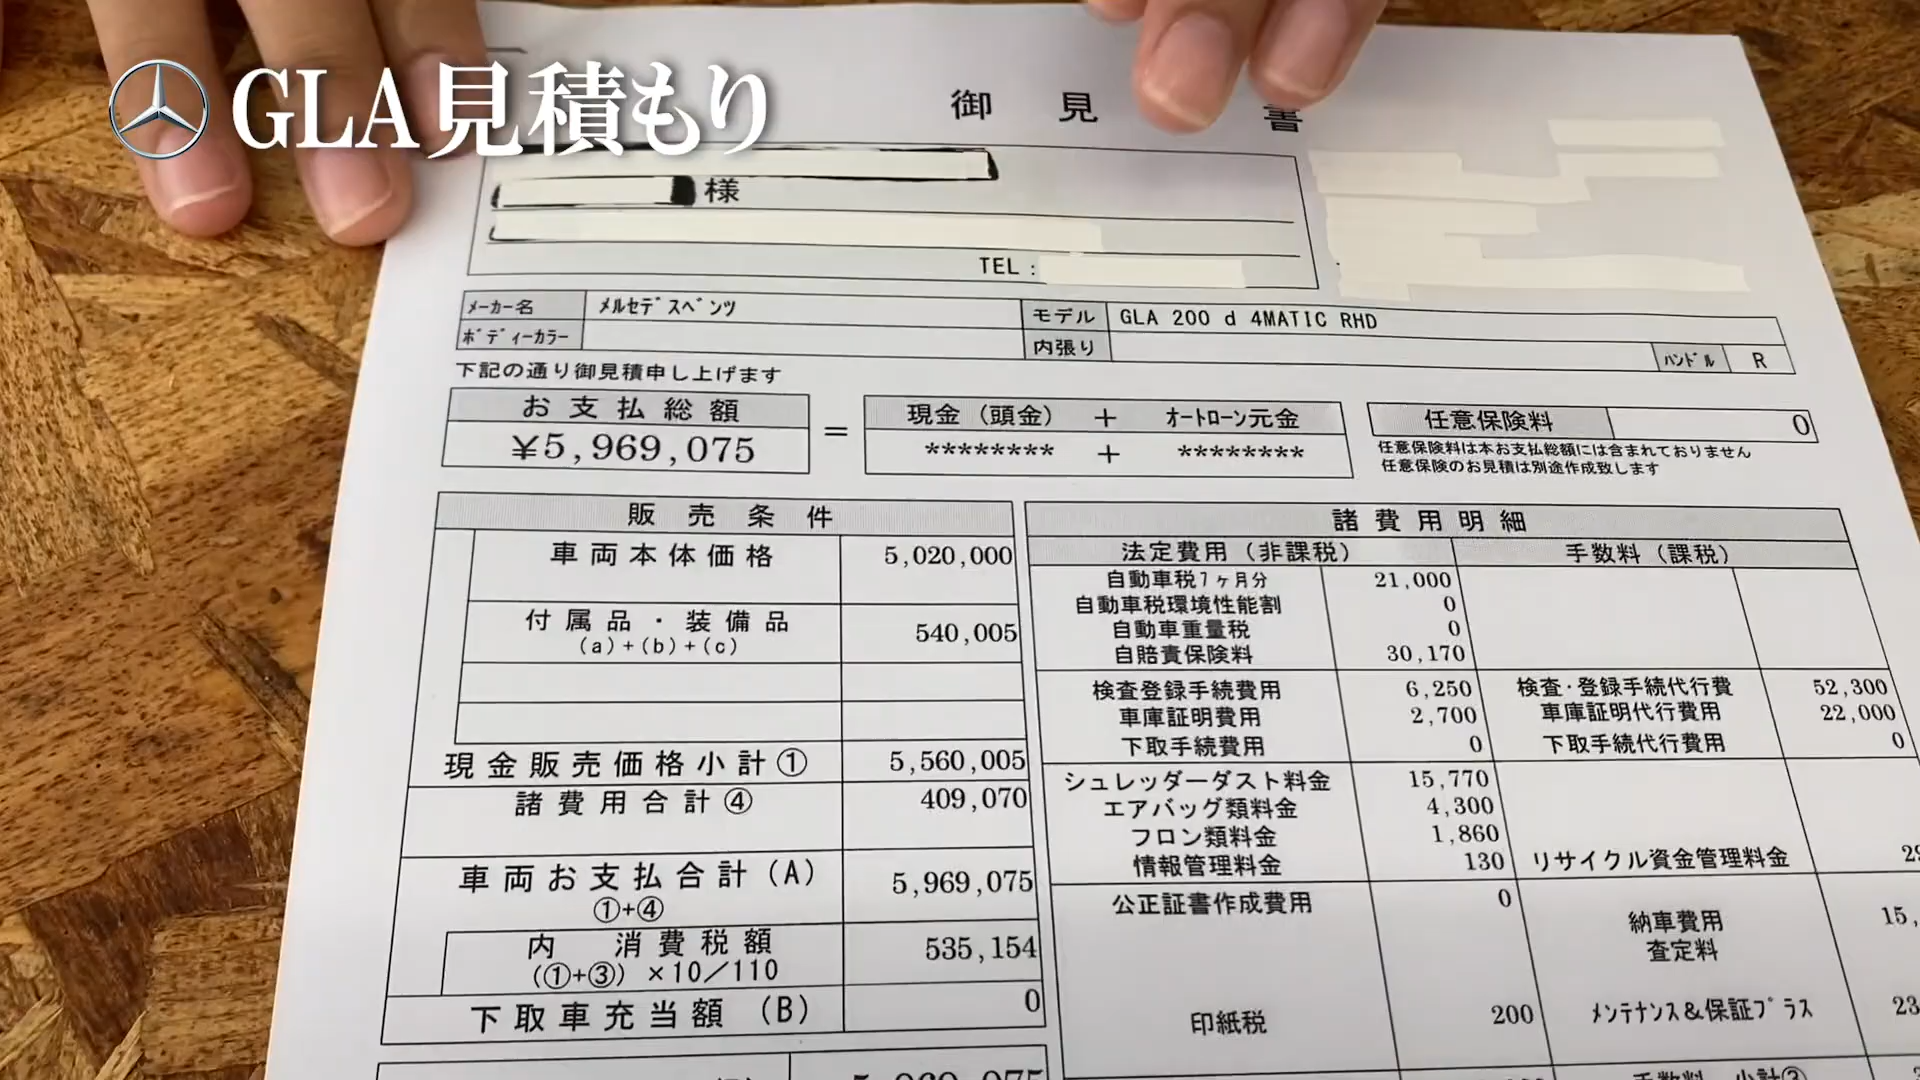 GLA見積もり
御 見 書
様
TEL :
メーカー名 メルセデスベンツ モデル GLA 200 d 4MATIC RHD
ボディーカラー 内張り ハンドル R
下記の通り御見積申し上げます
お支払総額 = 現金（頭金） + オートローン元金 任意保険料 0
¥5,969,075 ******** + ********
任意保険料は本お支払総額には含まれておりません
任意保険のお見積は別途作成致します
販売条件 諸費用明細
車両本体価格 5,020,000 法定費用（非課税） 手数料（課税）
自動車税7ヶ月分 21,000
自動車税環境性能割 0
付属品・装備品 540,005 自動車重量税 0
(a)+(b)+(c) 自賠責保険料 30,170
検査登録手続費用 6,250 検査・登録手続代行費 52,300
車庫証明費用 2,700 車庫証明代行費用 22,000
下取手続費用 0 下取手続代行費用 0
現金販売価格小計① 5,560,005 シュレッダーダスト料金 15,770
諸費用合計④ 409,070 エアバッグ類料金 4,300
フロン類料金 1,860
情報管理料金 130 リサイクル資金管理料金
車両お支払合計(A) 5,969,075
①+④
公正証書作成費用 0
納車費用 15,
内 消費税額 535,154 査定料
(①+③) ×10/110
下取車充当額 (B) 0 印紙税 200 メンテナンス&保証プラス 23